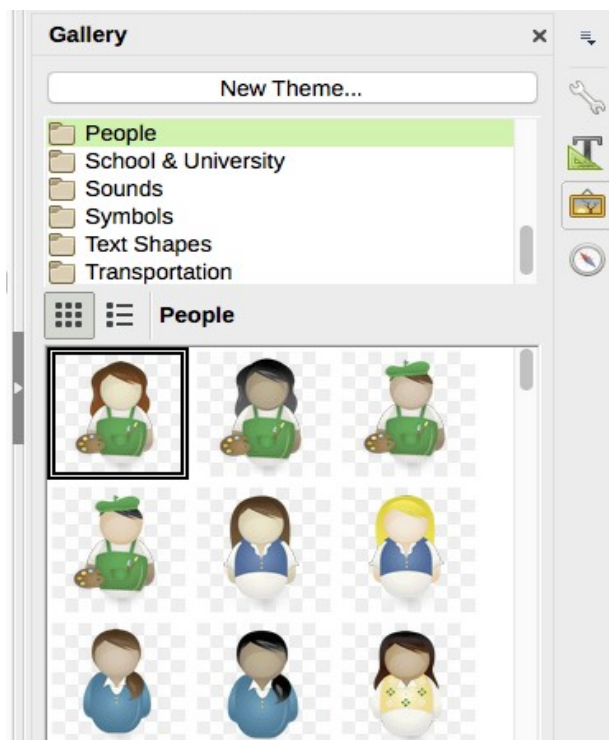 Gallery
New Theme...
People
School & University
Sounds
Symbols
Text Shapes
Transportation
People